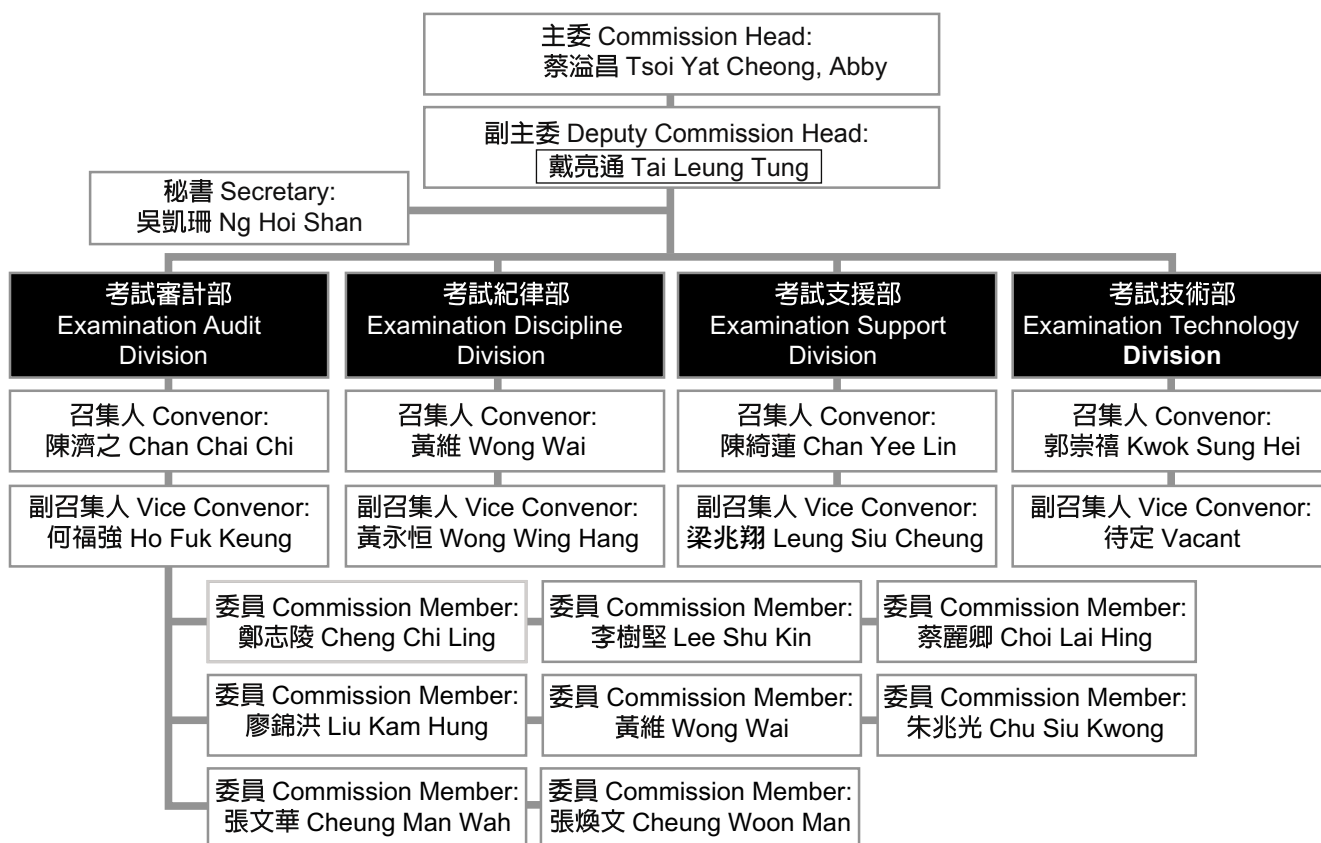 主委 Commission Head:
蔡溢昌 Tsoi Yat Cheong, Abby
副主委 Deputy Commission Head:
戴亮通 Tai Leung Tung
秘書 Secretary:
吳凱珊 Ng Hoi Shan
考試審計部
Examination Audit
Division
考試紀律部
Examination Discipline
Division
考試支援部
Examination Support
Division
考試技術部
Examination Technology
Division
召集人 Convenor:
陳濟之 Chan Chai Chi
召集人 Convenor:
黃維 Wong Wai
召集人 Convenor:
陳綺蓮 Chan Yee Lin
召集人 Convenor:
郭崇禧 Kwok Sung Hei
副召集人 Vice Convenor:
何福強 Ho Fuk Keung
副召集人 Vice Convenor:
黃永恒 Wong Wing Hang
副召集人 Vice Convenor:
梁兆翔 Leung Siu Cheung
副召集人 Vice Convenor:
待定 Vacant
委員 Commission Member:
鄭志陵 Cheng Chi Ling
委員 Commission Member:
李樹堅 Lee Shu Kin
委員 Commission Member:
蔡麗卿 Choi Lai Hing
委員 Commission Member:
廖錦洪 Liu Kam Hung
委員 Commission Member:
黃維 Wong Wai
委員 Commission Member:
朱兆光 Chu Siu Kwong
委員 Commission Member:
張文華 Cheung Man Wah
委員 Commission Member:
張煥文 Cheung Woon Man